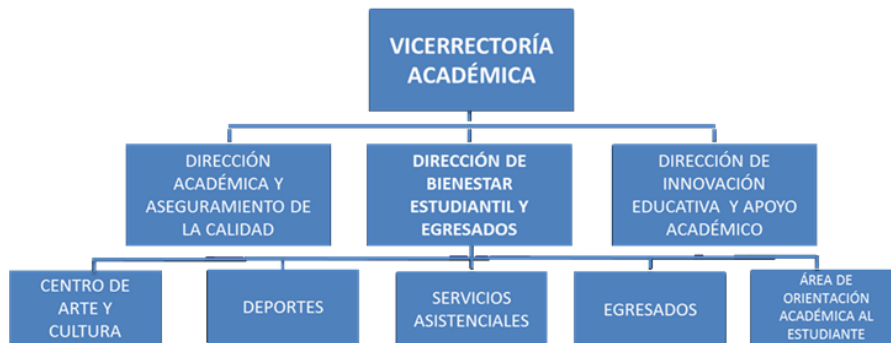 VICERRECTORÍA
ACADÉMICA
DIRECCIÓN
ACADÉMICA Y
ASEGURAMIENTO DE
LA CALIDAD
DIRECCIÓN DE
BIENESTAR
ESTUDIANTIL Y
EGRESADOS
DIRECCIÓN DE
INNOVACIÓN
EDUCATIVA Y APOYO
ACADÉMICO
CENTRO DE
ARTE Y
CULTURA
DEPORTES
SERVICIOS
ASISTENCIALES
EGRESADOS
ÁREA DE
ORIENTACIÓN
ACADÉMICA AL
ESTUDIANTE